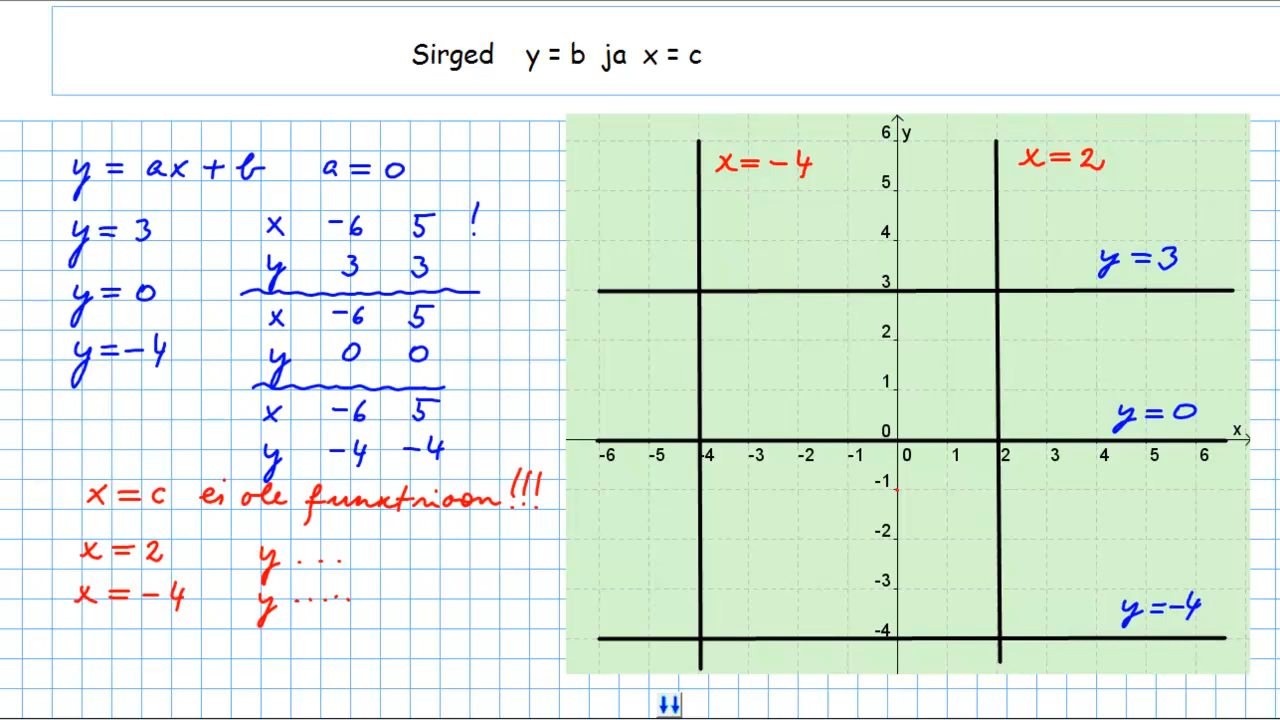 Sirged y = b ja x = c
y = ax + b a = 0
y = 3
x -6 5 !
y 3 3
y = 0
x -6 5
y 0 0
y = -4
x -6 5
y -4 -4
x = c ei ole funktsioon!!!
x = 2 y ...
x = -4 y .....
x = -4
x = 2
y = 3
y = 0
y = -4
y
6
5
4
3
2
1
0
-1
-2
-3
-4
-6 -5 -4 -3 -2 -1 0 1 2 3 4 5 6
x